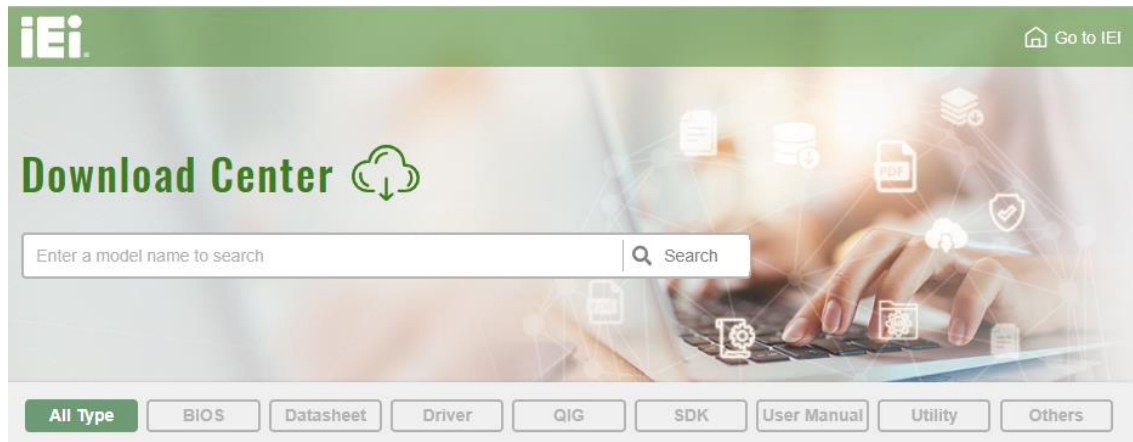 iEi
Go to IEI
Download Center
Enter a model name to search
Search
PDF
PDF
All Type
BIOS
Datasheet
Driver
QIG
SDK
User Manual
Utility
Others